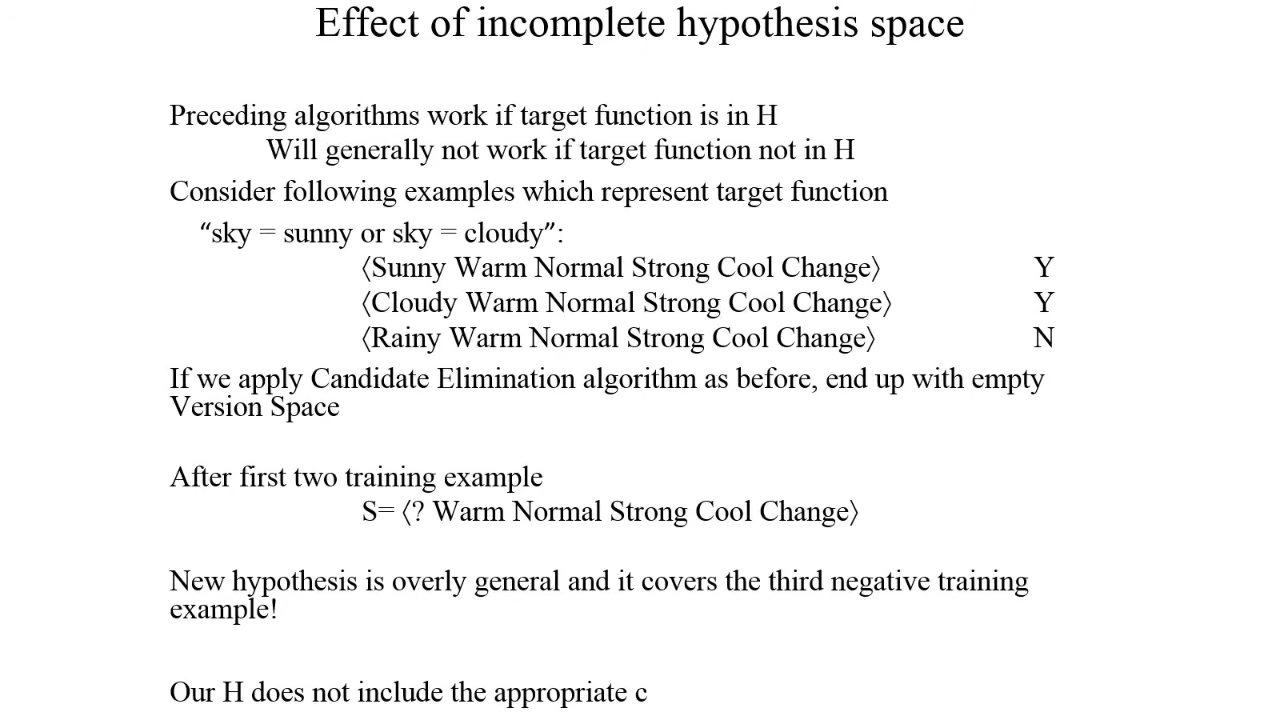 Effect of incomplete hypothesis space
Preceding algorithms work if target function is in H
Will generally not work if target function not in H
Consider following examples which represent target function
“sky = sunny or sky = cloudy”:
⟨Sunny Warm Normal Strong Cool Change⟩ Y
⟨Cloudy Warm Normal Strong Cool Change⟩ Y
⟨Rainy Warm Normal Strong Cool Change⟩ N
If we apply Candidate Elimination algorithm as before, end up with empty
Version Space
After first two training example
S= ⟨? Warm Normal Strong Cool Change⟩
New hypothesis is overly general and it covers the third negative training
example!
Our H does not include the appropriate c